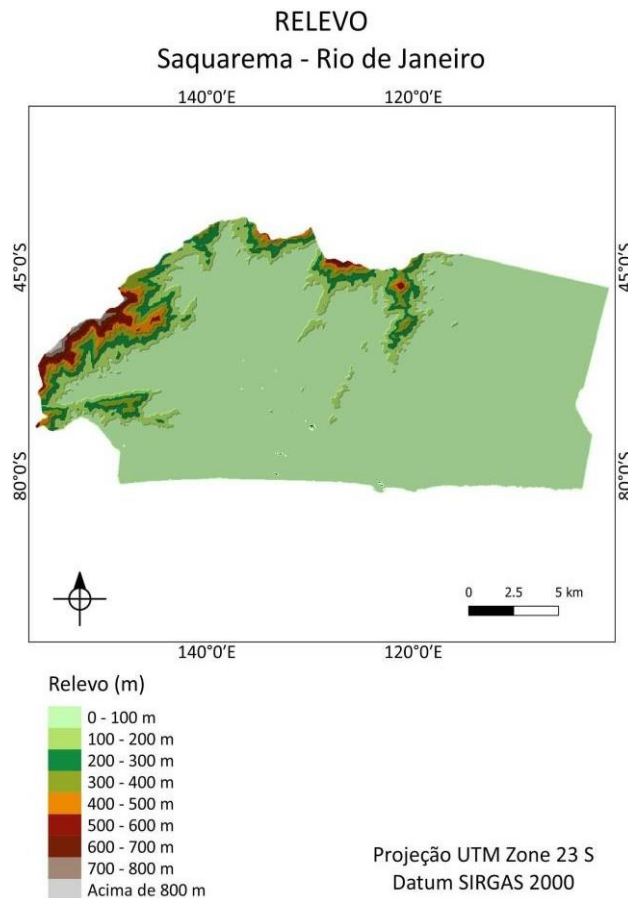 RELEVO
Saquarema - Rio de Janeiro
140°0'E 120°0'E
45°0'S 45°0'S
80°0'S 80°0'S
0 2.5 5 km
140°0'E 120°0'E
Relevo (m)
0 - 100 m
100 - 200 m
200 - 300 m
300 - 400 m
400 - 500 m
500 - 600 m
600 - 700 m
700 - 800 m
Acima de 800 m
Projeção UTM Zone 23 S
Datum SIRGAS 2000